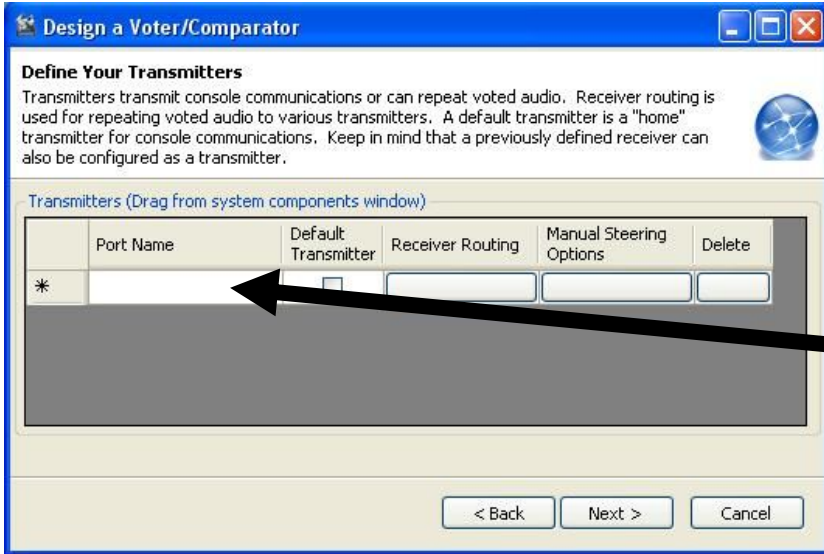 Design a Voter/Comparator
Define Your Transmitters
Transmitters transmit console communications or can repeat voted audio. Receiver routing is
used for repeating voted audio to various transmitters. A default transmitter is a "home"
transmitter for console communications. Keep in mind that a previously defined receiver can
also be configured as a transmitter.
Transmitters (Drag from system components window)
Port Name
Default
Transmitter
Receiver Routing
Manual Steering
Options
Delete
*
< Back
Next >
Cancel